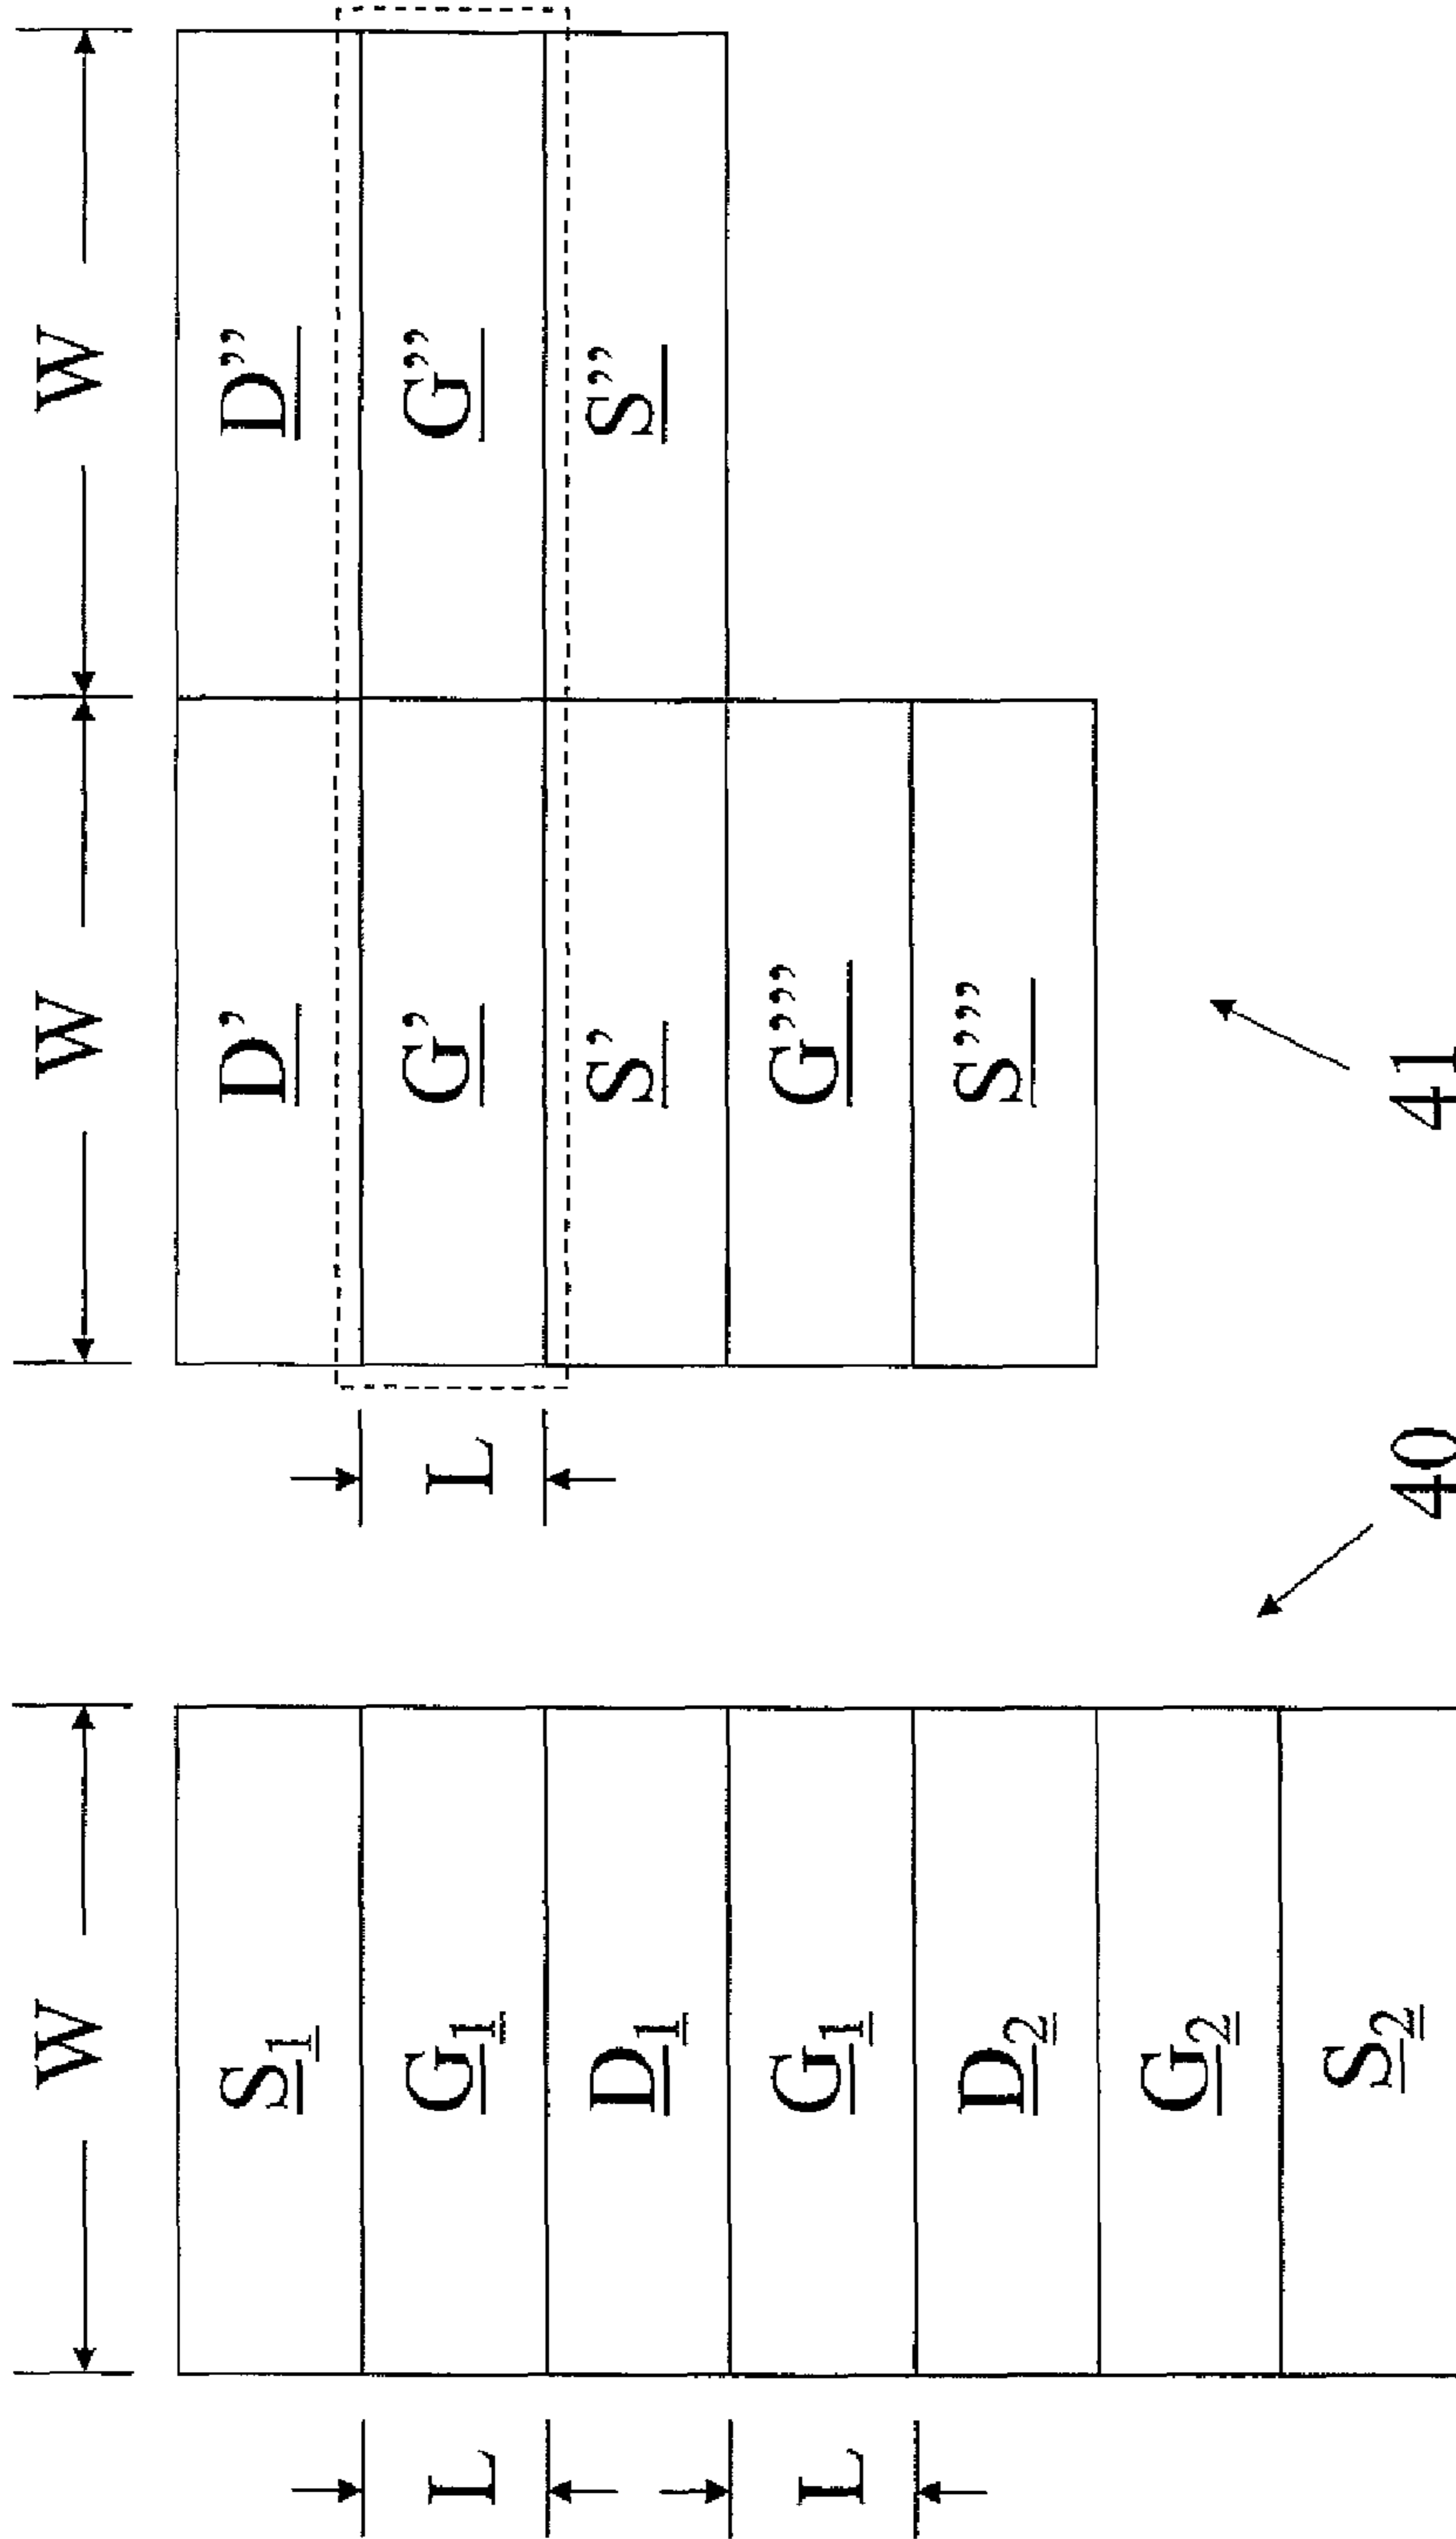 W W W
S1 D’ D’’
L G1 L G’ G’’
D1 S’ S’’
L G1 G’’’
D2 S’’’
G2
S2
40 41